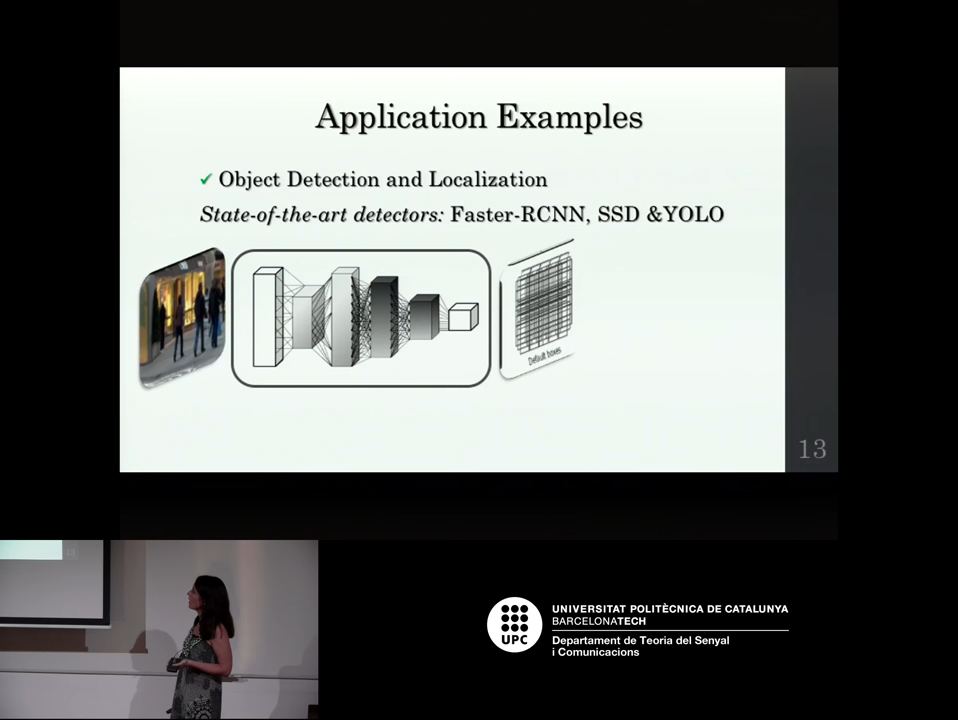 Application Examples
✓ Object Detection and Localization
State-of-the-art detectors: Faster-RCNN, SSD &YOLO
Default boxes
13
UPC
UNIVERSITAT POLITÈCNICA DE CATALUNYA
BARCELONATECH
Departament de Teoria del Senyal
i Comunicacions